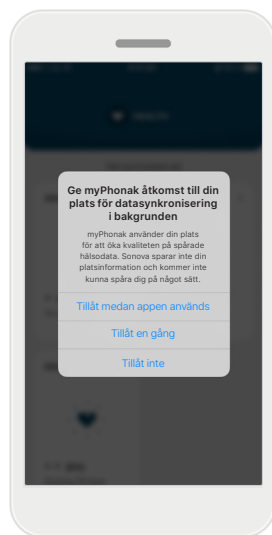 HEALTH
Ge myPhonak åtkomst till din
plats för datasynkronisering
i bakgrunden
myPhonak använder din plats
för att öka kvaliteten på spårade
hälsodata. Sonova sparar inte din
platsinformation och kommer inte
kunna spåra dig på något sätt.
Tillåt medan appen används
Tillåt en gång
Tillåt inte